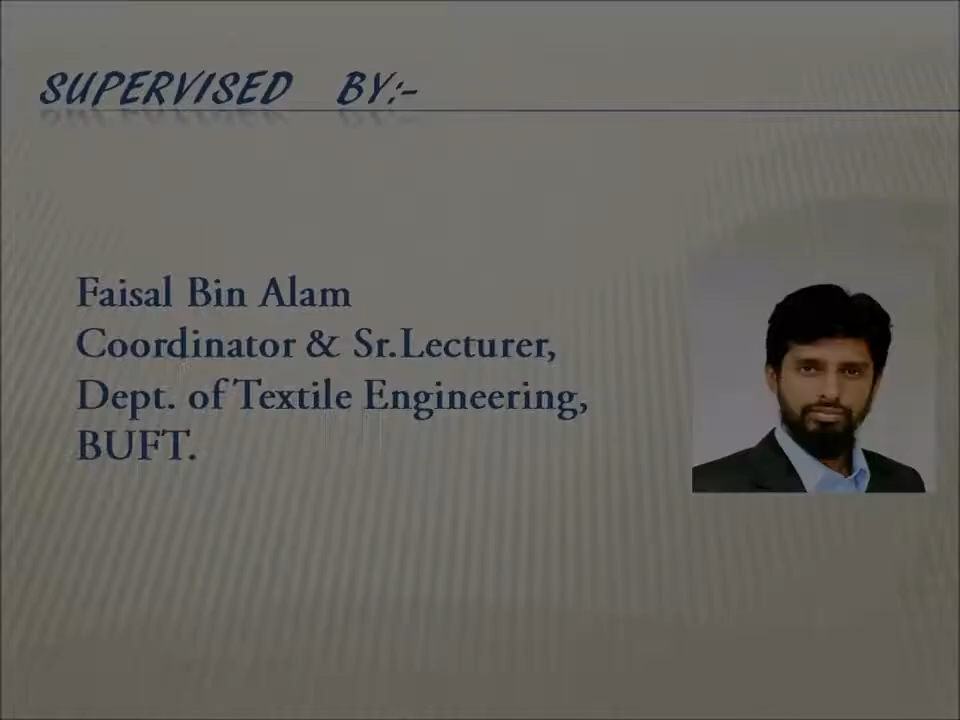 SUPERVISED BY:-
Faisal Bin Alam
Coordinator & Sr.Lecturer,
Dept. of Textile Engineering,
BUFT.